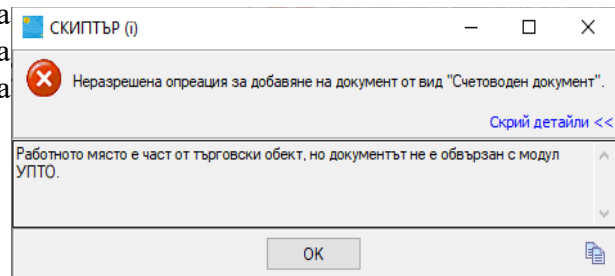 а
а
а
СКИПТЪР (i)
Неразрешена опреация за добавяне на документ от вид "Счетоводен документ".
Скрий детайли <<
Работното място е част от търговски обект, но документът не е обвързан с модул
УПТО.
OK